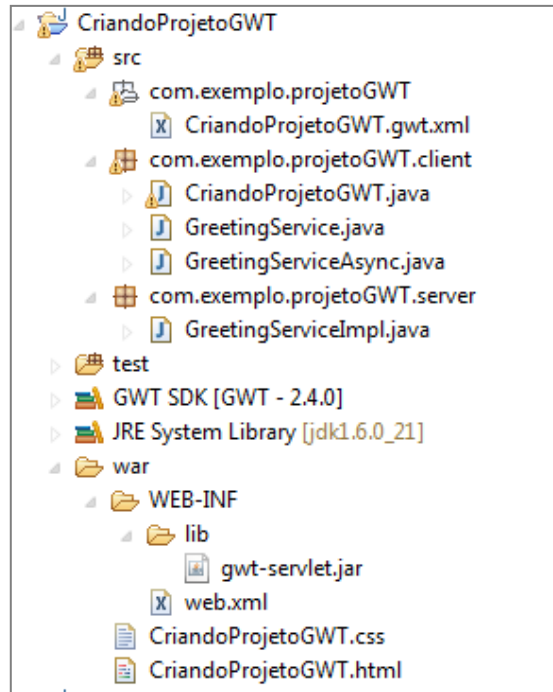 CriandoProjetoGWT
src
com.exemplo.projetoGWT
CriandoProjetoGWT.gwt.xml
com.exemplo.projetoGWT.client
CriandoProjetoGWT.java
GreetingService.java
GreetingServiceAsync.java
com.exemplo.projetoGWT.server
GreetingServiceImpl.java
test
GWT SDK [GWT - 2.4.0]
JRE System Library [jdk1.6.0_21]
war
WEB-INF
lib
gwt-servlet.jar
web.xml
CriandoProjetoGWT.css
CriandoProjetoGWT.html